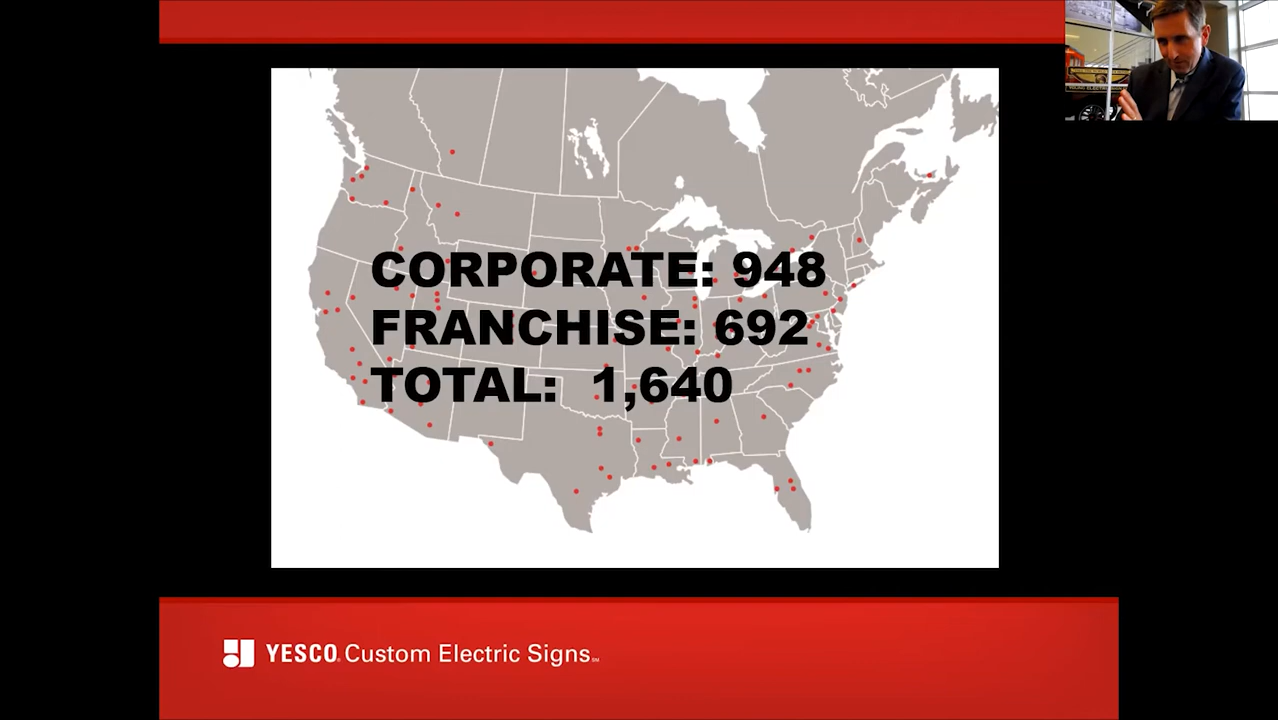 CORPORATE: 948
FRANCHISE: 692
TOTAL: 1,640
YESCO Custom Electric Signs